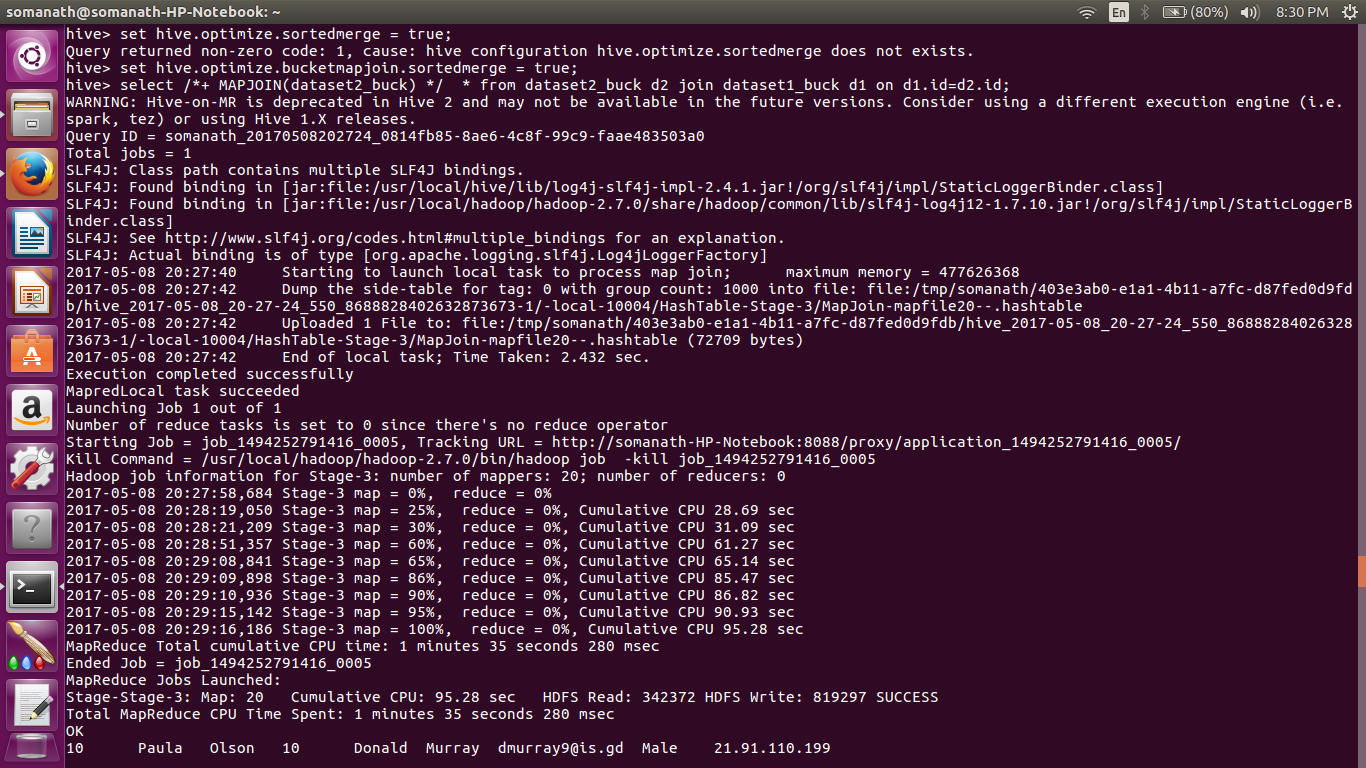 somanath@somanath-HP-Notebook: ~
En
(80%)
8:30 PM
hive> set hive.optimize.sortedmerge = true;
Query returned non-zero code: 1, cause: hive configuration hive.optimize.sortedmerge does not exists.
hive> set hive.optimize.bucketmapjoin.sortedmerge = true;
hive> select /*+ MAPJOIN(dataset2_buck) */  * from dataset2_buck d2 join dataset1_buck d1 on d1.id=d2.id;
WARNING: Hive-on-MR is deprecated in Hive 2 and may not be available in the future versions. Consider using a different execution engine (i.e.
spark, tez) or using Hive 1.X releases.
Query ID = somanath_20170508202724_0814fb85-8ae6-4c8f-99c9-faae483503a0
Total jobs = 1
SLF4J: Class path contains multiple SLF4J bindings.
SLF4J: Found binding in [jar:file:/usr/local/hive/lib/log4j-slf4j-impl-2.4.1.jar!/org/slf4j/impl/StaticLoggerBinder.class]
SLF4J: Found binding in [jar:file:/usr/local/hadoop/hadoop-2.7.0/share/hadoop/common/lib/slf4j-log4j12-1.7.10.jar!/org/slf4j/impl/StaticLoggerB
inder.class]
SLF4J: See http://www.slf4j.org/codes.html#multiple_bindings for an explanation.
SLF4J: Actual binding is of type [org.apache.logging.slf4j.Log4jLoggerFactory]
2017-05-08 20:27:40     Starting to launch local task to process map join;      maximum memory = 477626368
2017-05-08 20:27:42     Dump the side-table for tag: 0 with group count: 1000 into file: file:/tmp/somanath/403e3ab0-e1a1-4b11-a7fc-d87fed0d9fd
b/hive_2017-05-08_20-27-24_550_8688828402632873673-1/-local-10004/HashTable-Stage-3/MapJoin-mapfile20--.hashtable
2017-05-08 20:27:42     Uploaded 1 File to: file:/tmp/somanath/403e3ab0-e1a1-4b11-a7fc-d87fed0d9fdb/hive_2017-05-08_20-27-24_550_86888284026328
73673-1/-local-10004/HashTable-Stage-3/MapJoin-mapfile20--.hashtable (72709 bytes)
2017-05-08 20:27:42     End of local task; Time Taken: 2.432 sec.
Execution completed successfully
MapredLocal task succeeded
Launching Job 1 out of 1
Number of reduce tasks is set to 0 since there's no reduce operator
Starting Job = job_1494252791416_0005, Tracking URL = http://somanath-HP-Notebook:8088/proxy/application_1494252791416_0005/
Kill Command = /usr/local/hadoop/hadoop-2.7.0/bin/hadoop job  -kill job_1494252791416_0005
Hadoop job information for Stage-3: number of mappers: 20; number of reducers: 0
2017-05-08 20:27:58,684 Stage-3 map = 0%,  reduce = 0%
2017-05-08 20:28:19,050 Stage-3 map = 25%,  reduce = 0%, Cumulative CPU 28.69 sec
2017-05-08 20:28:21,209 Stage-3 map = 30%,  reduce = 0%, Cumulative CPU 31.09 sec
2017-05-08 20:28:51,357 Stage-3 map = 60%,  reduce = 0%, Cumulative CPU 61.27 sec
2017-05-08 20:29:08,841 Stage-3 map = 65%,  reduce = 0%, Cumulative CPU 65.14 sec
2017-05-08 20:29:09,898 Stage-3 map = 86%,  reduce = 0%, Cumulative CPU 85.47 sec
2017-05-08 20:29:10,936 Stage-3 map = 90%,  reduce = 0%, Cumulative CPU 86.82 sec
2017-05-08 20:29:15,142 Stage-3 map = 95%,  reduce = 0%, Cumulative CPU 90.93 sec
2017-05-08 20:29:16,186 Stage-3 map = 100%,  reduce = 0%, Cumulative CPU 95.28 sec
MapReduce Total cumulative CPU time: 1 minutes 35 seconds 280 msec
Ended Job = job_1494252791416_0005
MapReduce Jobs Launched:
Stage-Stage-3: Map: 20   Cumulative CPU: 95.28 sec   HDFS Read: 342372 HDFS Write: 819297 SUCCESS
Total MapReduce CPU Time Spent: 1 minutes 35 seconds 280 msec
OK
10      Paula   Olson   10      Donald  Murray  dmurray9@is.gd  Male    21.91.110.199